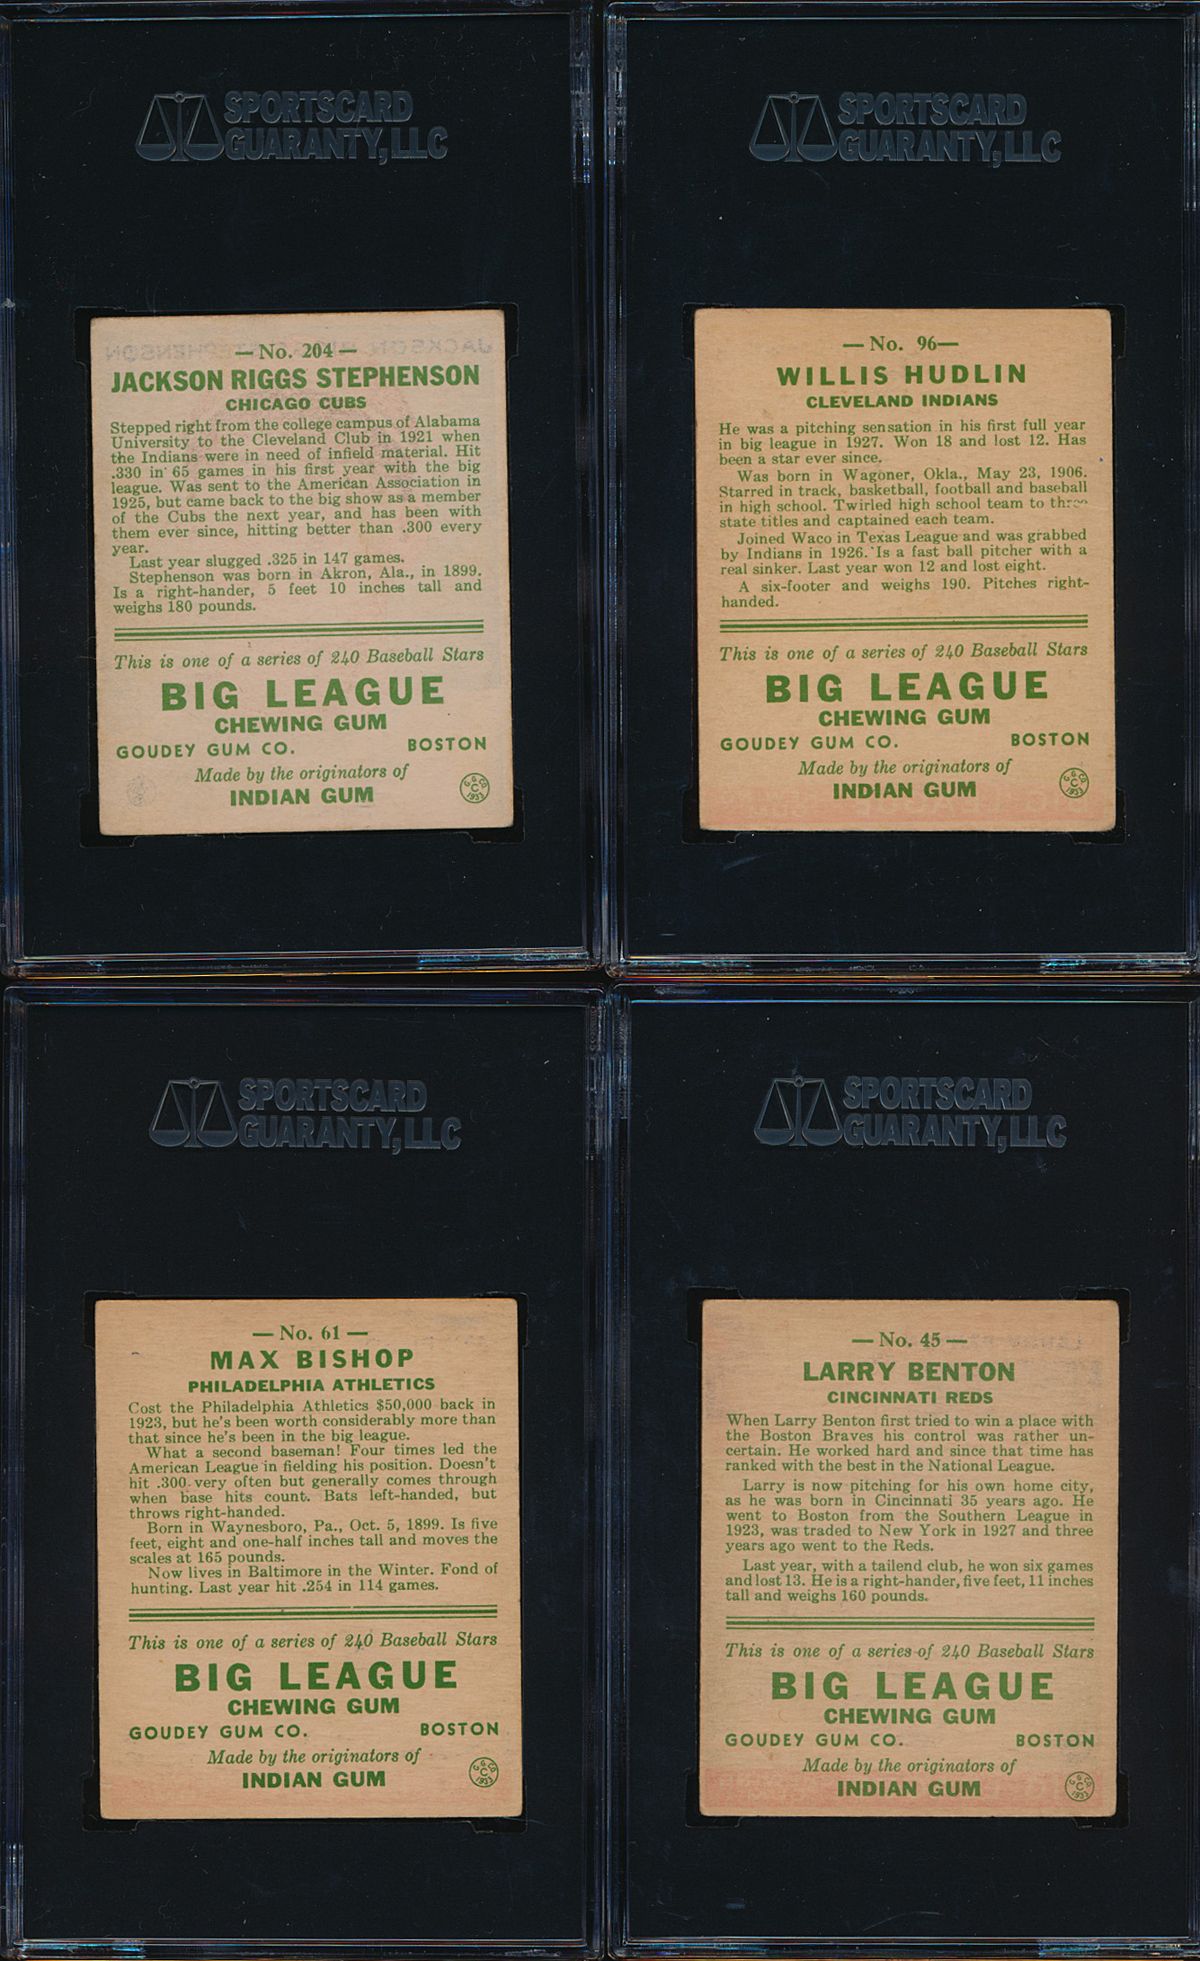 SPORTSCARD
GUARANTY, LLC
— No. 204 —
JACKSON RIGGS STEPHENSON
CHICAGO CUBS
Stepped right from the college campus of Alabama
University to the Cleveland Club in 1921 when
the Indians were in need of infield material. Hit
.330 in 65 games in his first year with the big
league. Was sent to the American Association in
1925, but came back to the big show as a member
of the Cubs the next year, and has been with
them ever since, hitting better than .300 every
year.
Last year slugged .325 in 147 games.
Stephenson was born in Akron, Ala., in 1899.
Is a right-hander, 5 feet 10 inches tall and
weighs 180 pounds.
This is one of a series of 240 Baseball Stars
BIG LEAGUE
CHEWING GUM
GOUDEY GUM CO. BOSTON
Made by the originators of
INDIAN GUM
G. G. CO.
C
1933
SPORTSCARD
GUARANTY, LLC
— No. 96—
WILLIS HUDLIN
CLEVELAND INDIANS
He was a pitching sensation in his first full year
in big league in 1927. Won 18 and lost 12. Has
been a star ever since.
Was born in Wagoner, Okla., May 23, 1906.
Starred in track, basketball, football and baseball
in high school. Twirled high school team to three
state titles and captained each team.
Joined Waco in Texas League and was grabbed
by Indians in 1926. Is a fast ball pitcher with a
real sinker. Last year won 12 and lost eight.
A six-footer and weighs 190. Pitches right-
handed.
This is one of a series of 240 Baseball Stars
BIG LEAGUE
CHEWING GUM
GOUDEY GUM CO. BOSTON
Made by the originators of
INDIAN GUM
G. G. CO.
C
1933
SPORTSCARD
GUARANTY, LLC
— No. 61 —
MAX BISHOP
PHILADELPHIA ATHLETICS
Cost the Philadelphia Athletics $50,000 back in
1923, but he's been worth considerably more than
that since he's been in the big league.
What a second baseman! Four times led the
American League in fielding his position. Doesn't
hit .300 very often but generally comes through
when base hits count. Bats left-handed, but
throws right-handed.
Born in Waynesboro, Pa., Oct. 5, 1899. Is five
feet, eight and one-half inches tall and moves the
scales at 165 pounds.
Now lives in Baltimore in the Winter. Fond of
hunting. Last year hit .254 in 114 games.
This is one of a series of 240 Baseball Stars
BIG LEAGUE
CHEWING GUM
GOUDEY GUM CO. BOSTON
Made by the originators of
INDIAN GUM
G. G. CO.
C
1933
SPORTSCARD
GUARANTY, LLC
— No. 45 —
LARRY BENTON
CINCINNATI REDS
When Larry Benton first tried to win a place with
the Boston Braves his control was rather un-
certain. He worked hard and since that time has
ranked with the best in the National League.
Larry is now pitching for his own home city,
as he was born in Cincinnati 35 years ago. He
went to Boston from the Southern League in
1923, was traded to New York in 1927 and three
years ago went to the Reds.
Last year, with a tailend club, he won six games
and lost 13. He is a right-hander, five feet, 11 inches
tall and weighs 160 pounds.
This is one of a series of 240 Baseball Stars
BIG LEAGUE
CHEWING GUM
GOUDEY GUM CO. BOSTON
Made by the originators of
INDIAN GUM
G. G. CO.
C
1933